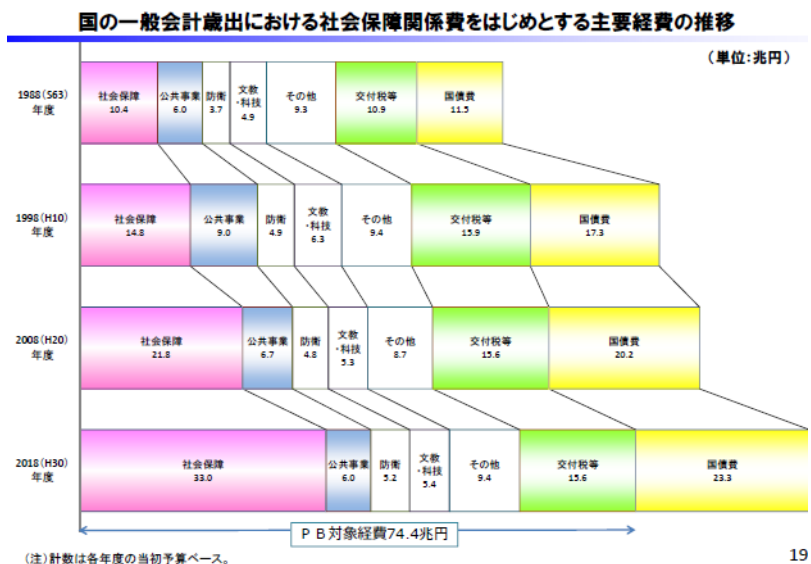 国の一般会計歳出における社会保障関係費をはじめとする主要経費の推移
（単位：兆円）
1988（S63）
年度
社会保障
10.4
公共事業
6.0
防衛
3.7
文教
・科技
4.9
その他
9.3
交付税等
10.9
国債費
11.5
1998（H10）
年度
社会保障
14.8
公共事業
9.0
防衛
4.9
文教
・科技
6.3
その他
9.4
交付税等
15.9
国債費
17.3
2008（H20）
年度
社会保障
21.8
公共事業
6.7
防衛
4.8
文教
・科技
5.3
その他
8.7
交付税等
15.6
国債費
20.2
2018（H30）
年度
社会保障
33.0
公共事業
6.0
防衛
5.2
文教
・科技
5.4
その他
9.4
交付税等
15.6
国債費
23.3
ＰＢ対象経費74.4兆円
（注）計数は各年度の当初予算ベース。
19